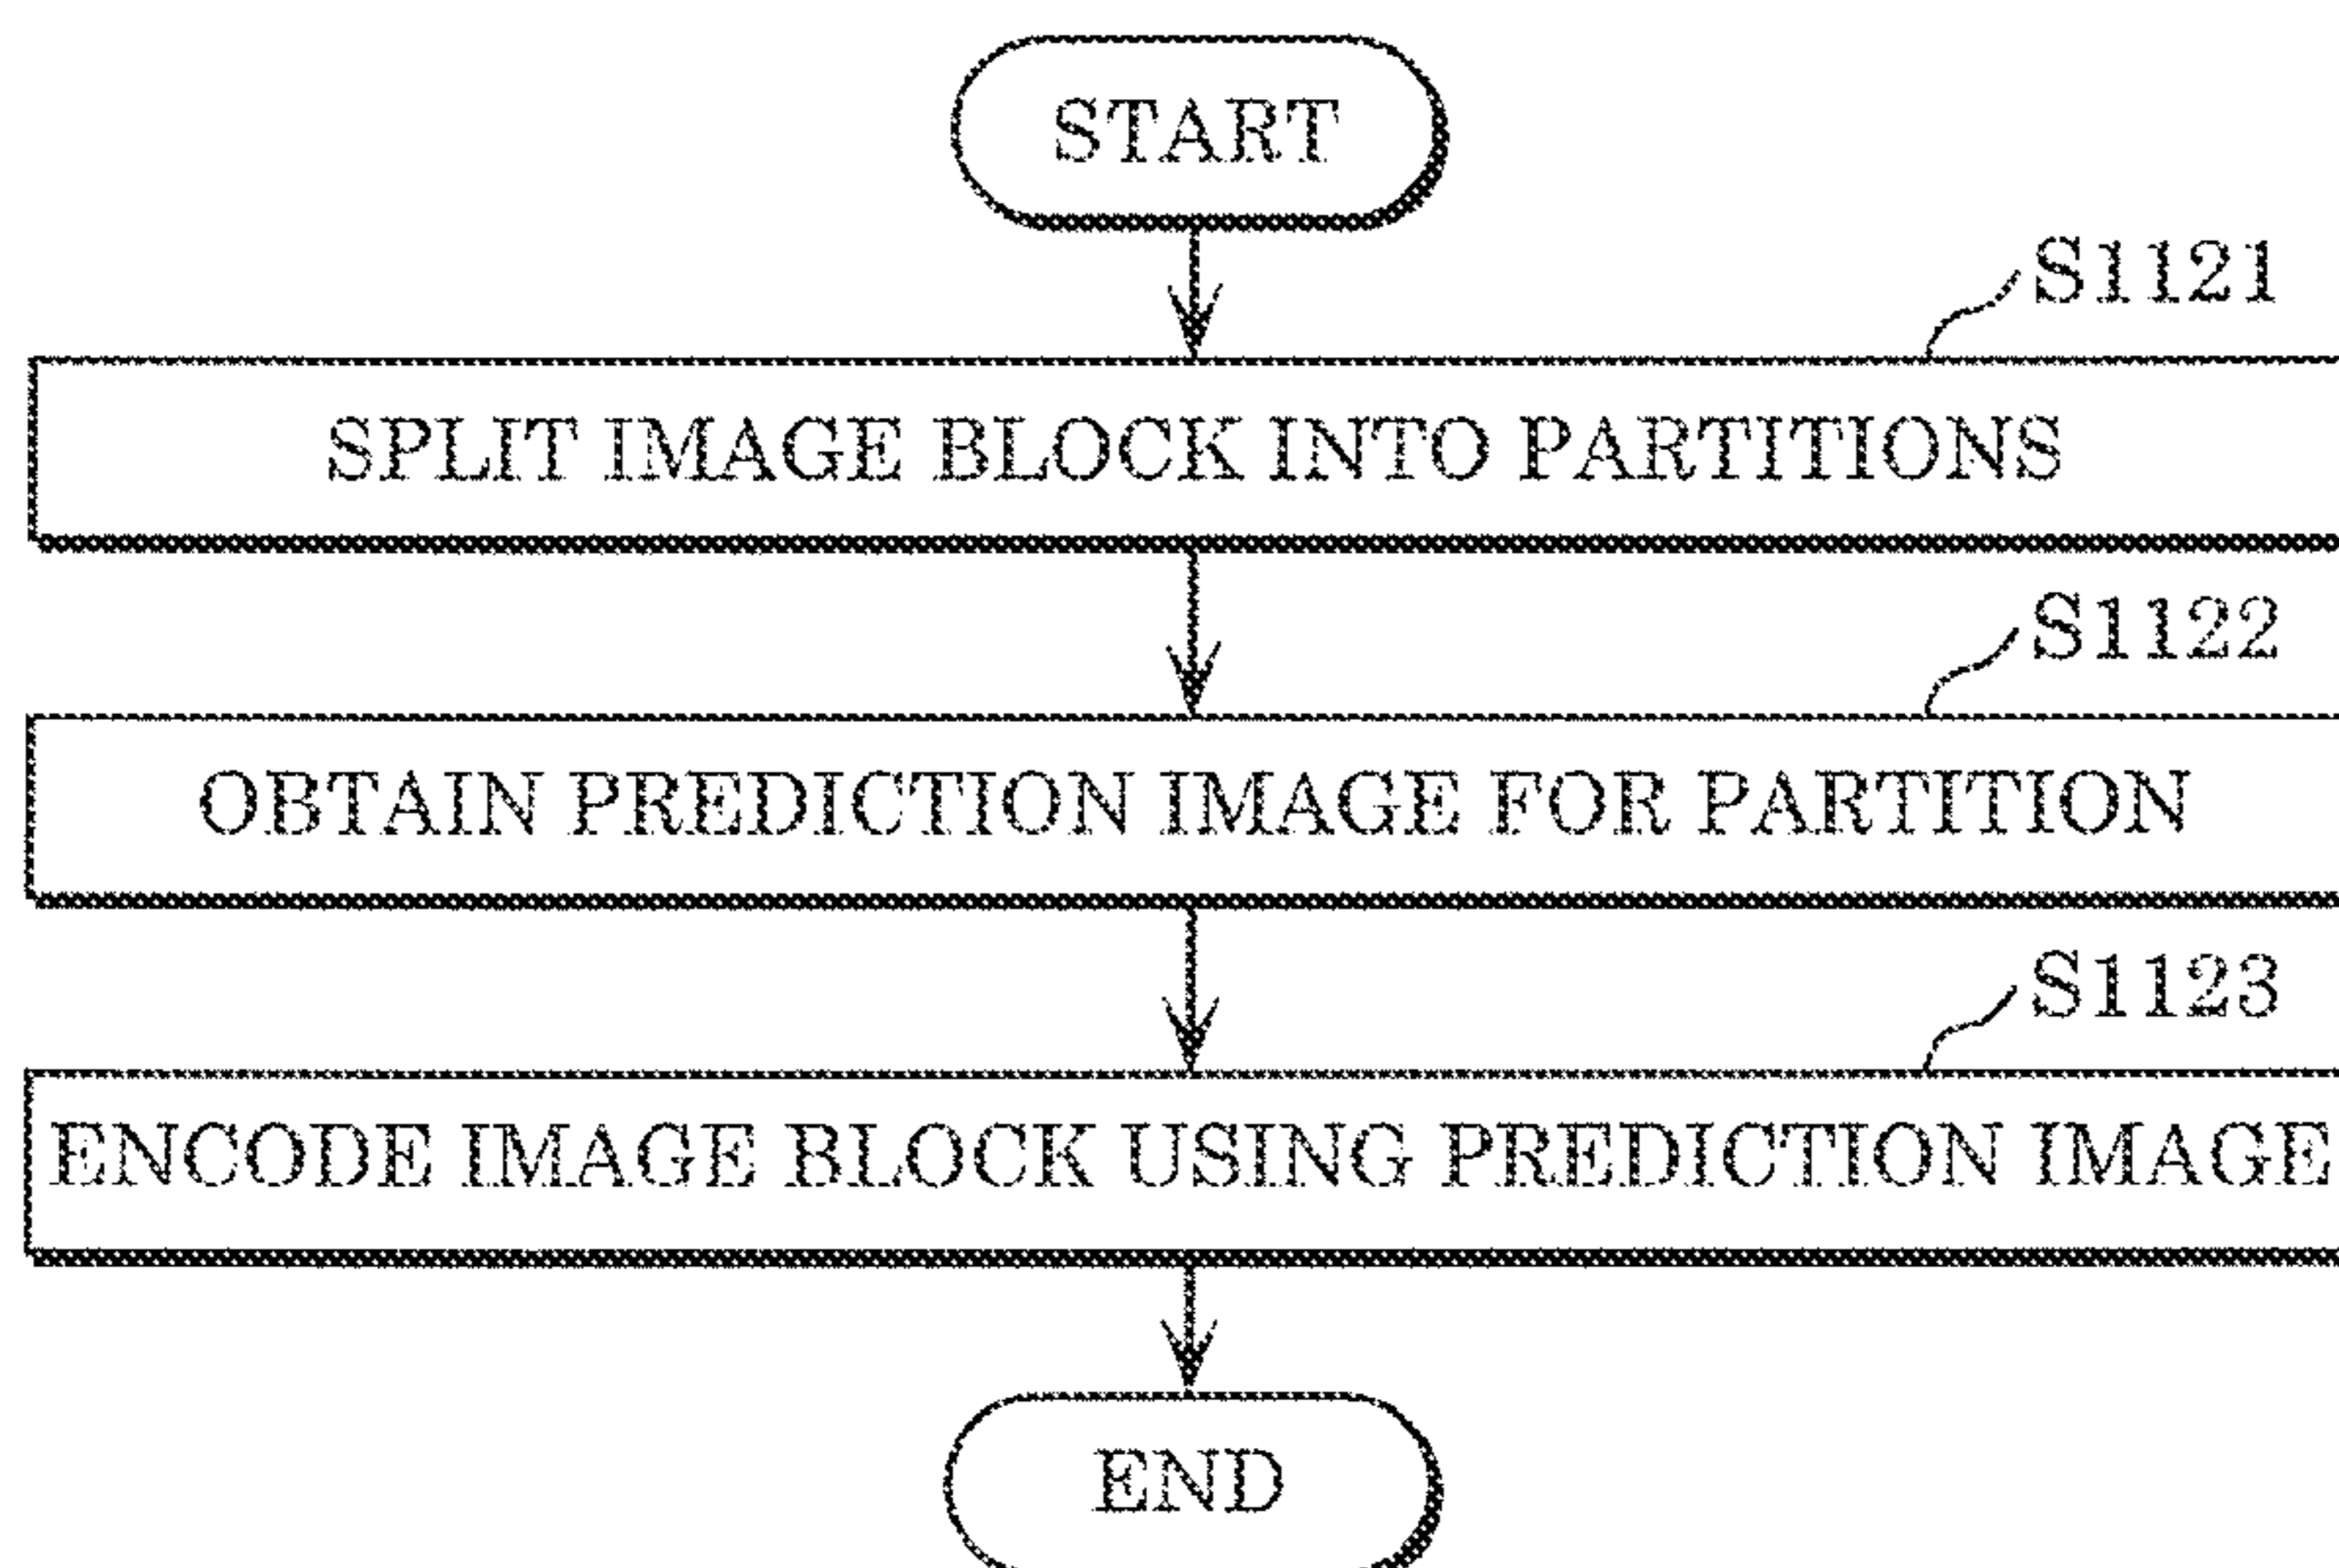 START
S1121
SPLIT IMAGE BLOCK INTO PARTITIONS
S1122
OBTAIN PREDICTION IMAGE FOR PARTITION
S1123
ENCODE IMAGE BLOCK USING PREDICTION IMAGE
END